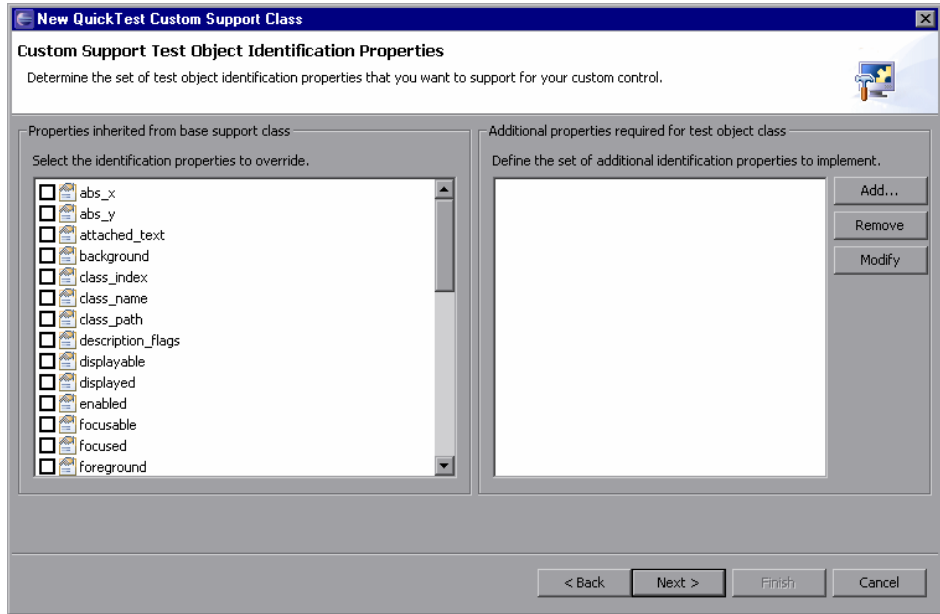 New QuickTest Custom Support Class
Custom Support Test Object Identification Properties
Determine the set of test object identification properties that you want to support for your custom control.
Properties inherited from base support class
Select the identification properties to override.
abs_x
abs_y
attached_text
background
class_index
class_name
class_path
description_flags
displayable
displayed
enabled
focusable
focused
foreground
Additional properties required for test object class
Define the set of additional identification properties to implement.
Add...
Remove
Modify
< Back
Next >
Finish
Cancel